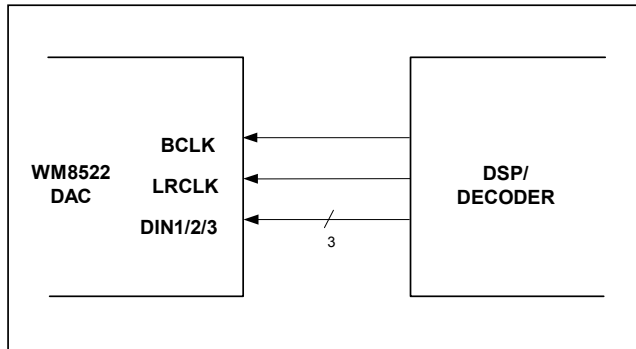 WM8522
DAC
BCLK
LRCLK
DIN1/2/3
3
DSP/
DECODER